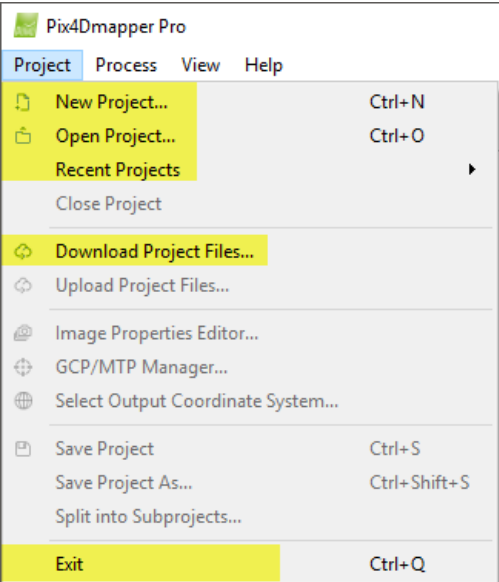 Pix4Dmapper Pro
Project Process View Help
New Project... Ctrl+N
Open Project... Ctrl+O
Recent Projects
Close Project
Download Project Files...
Upload Project Files...
Image Properties Editor...
GCP/MTP Manager...
Select Output Coordinate System...
Save Project Ctrl+S
Save Project As... Ctrl+Shift+S
Split into Subprojects...
Exit Ctrl+Q